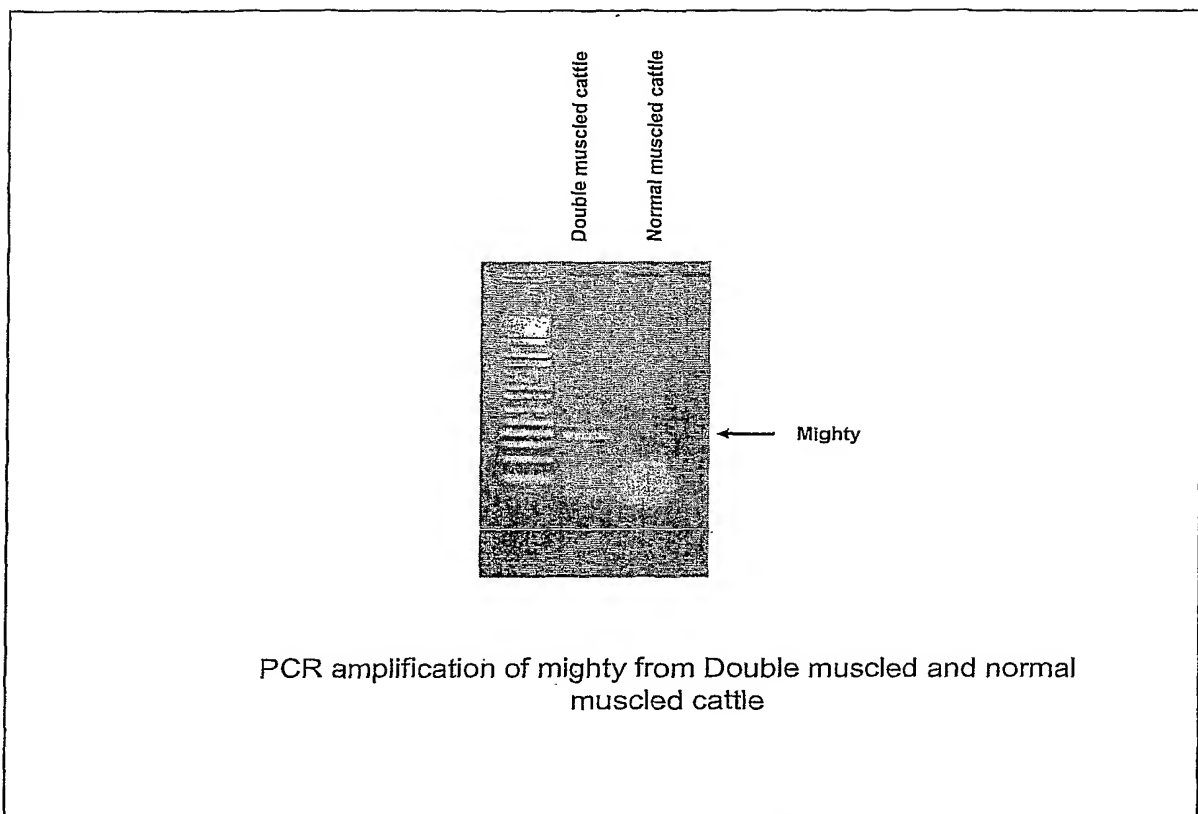 Double muscled cattle
Normal muscled cattle
Mighty
PCR amplification of mighty from Double muscled and normal
muscled cattle